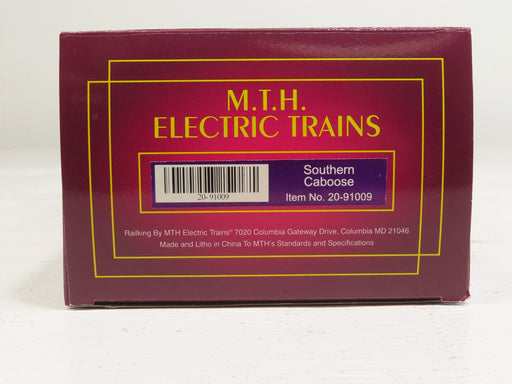 M.T.H.
ELECTRIC TRAINS
20-91009
Southern
Caboose
Item No. 20-91009
Railking By MTH Electric Trains® 7020 Columbia Gateway Drive, Columbia MD 21046
Made and Litho in China To MTH's Standards and Specifications